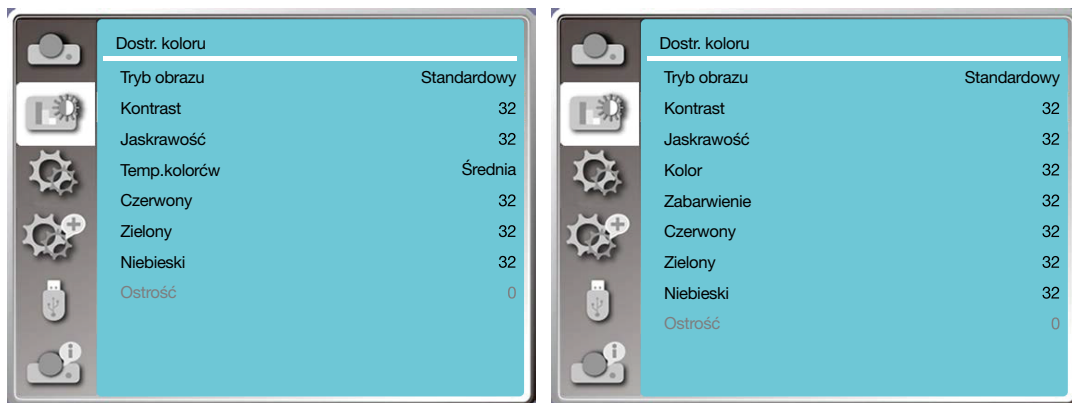 Dostr. koloru
Tryb obrazu Standardowy
Kontrast 32
Jaskrawość 32
Temp.kolorćw Średnia
Czerwony 32
Zielony 32
Niebieski 32
Ostrość 0
Dostr. koloru
Tryb obrazu Standardowy
Kontrast 32
Jaskrawość 32
Kolor 32
Zabarwienie 32
Czerwony 32
Zielony 32
Niebieski 32
Ostrość 0